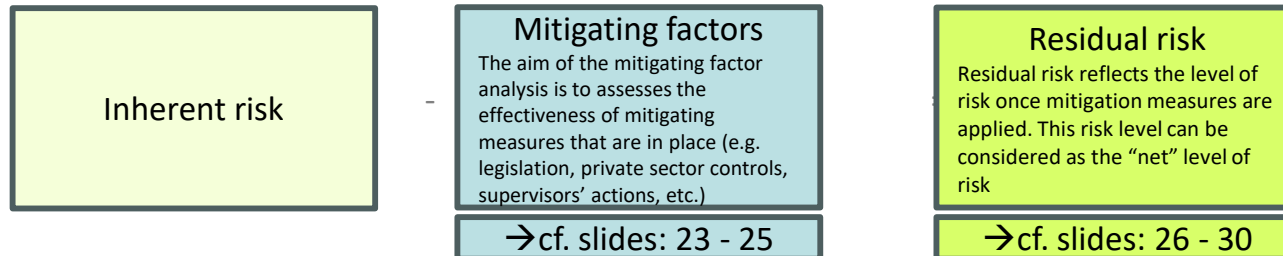 Inherent risk
-
Mitigating factors
The aim of the mitigating factor
analysis is to assesses the
effectiveness of mitigating
measures that are in place (e.g.
legislation, private sector controls,
supervisors’ actions, etc.)
→cf. slides: 23 - 25
Residual risk
Residual risk reflects the level of
risk once mitigation measures are
applied. This risk level can be
considered as the “net” level of
risk
→cf. slides: 26 - 30